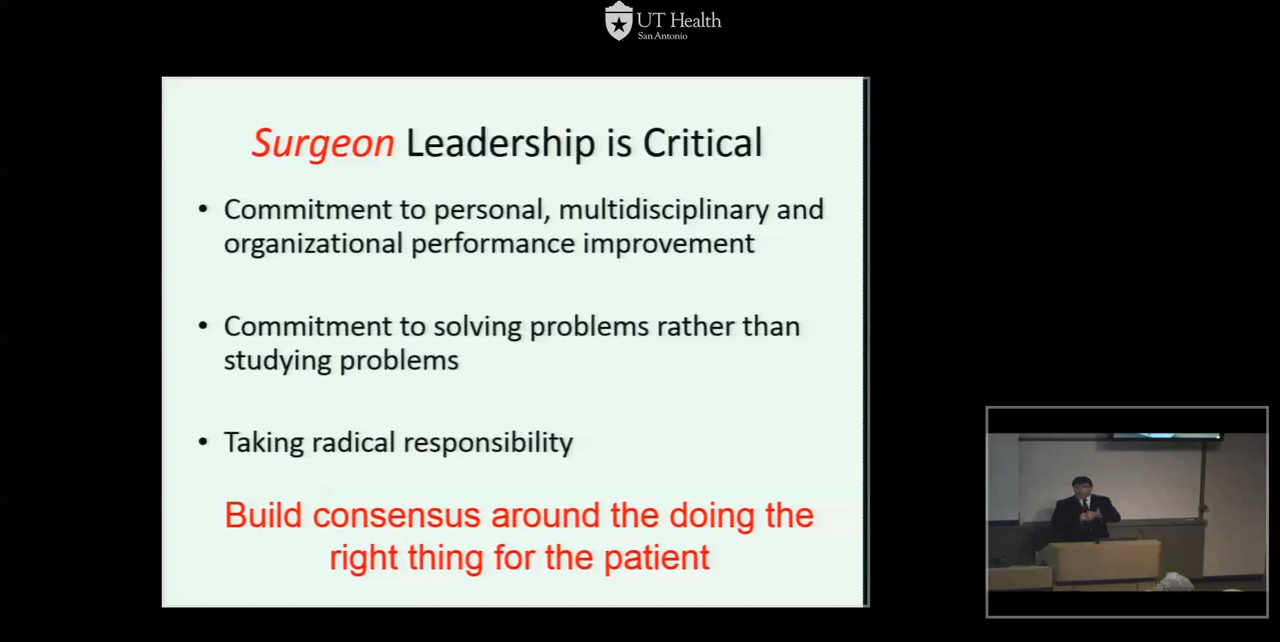 UT Health
San Antonio
Surgeon Leadership is Critical
• Commitment to personal, multidisciplinary and
organizational performance improvement
• Commitment to solving problems rather than
studying problems
• Taking radical responsibility
Build consensus around the doing the
right thing for the patient